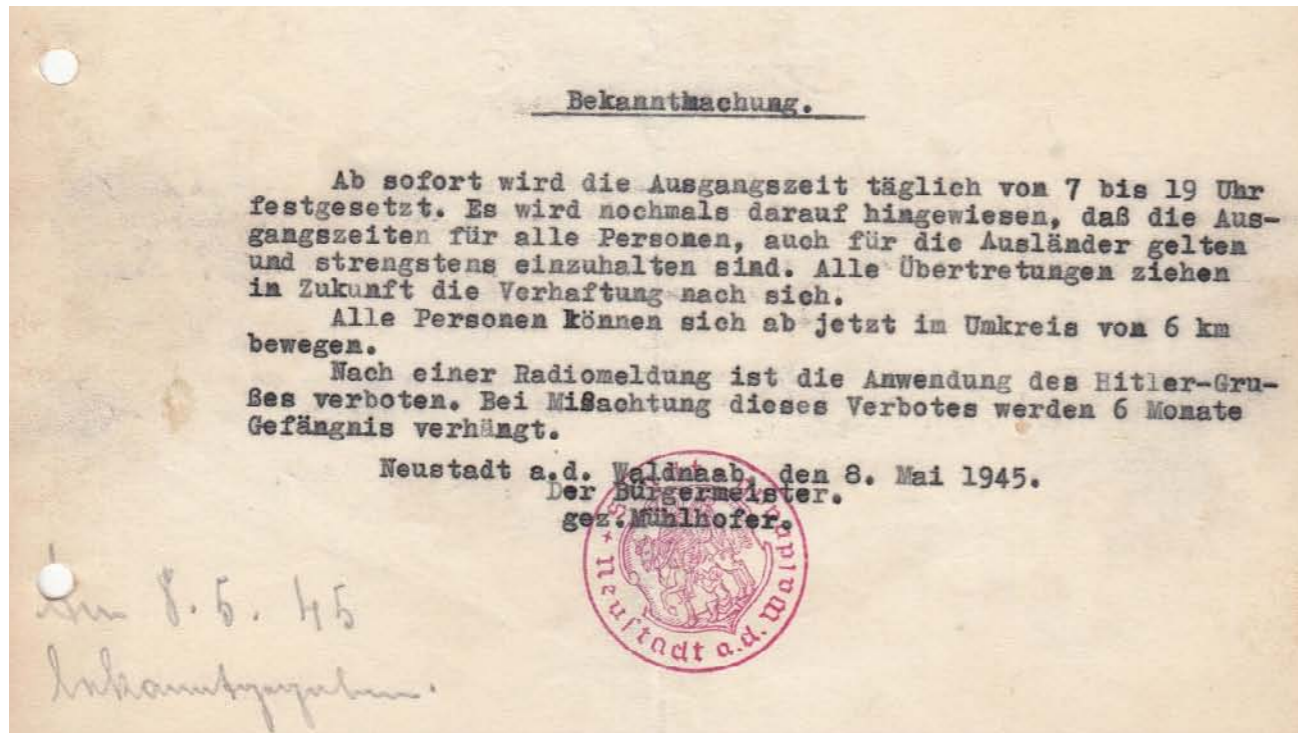 Bekanntmachung.
Ab sofort wird die Ausgangszeit täglich von 7 bis 19 Uhr
festgesetzt. Es wird nochmals darauf hingewiesen, daß die Aus-
gangszeiten für alle Personen, auch für die Ausländer gelten
und strengstens einzuhalten sind. Alle Übertretungen ziehen
in Zukunft die Verhaftung nach sich.
Alle Personen können sich ab jetzt im Umkreis von 6 km
bewegen.
Nach einer Radiomeldung ist die Anwendung des Hitler-Gru-
ßes verboten. Bei Mißachtung dieses Verbotes werden 6 Monate
Gefängnis verhängt.
Neustadt a.d. Waldnaab, den 8. Mai 1945.
Der Bürgermeister.
gez.Mühlhofer.
Neustadt a.d. Waldnaab
Am 8.5.45
bekanntgegeben.